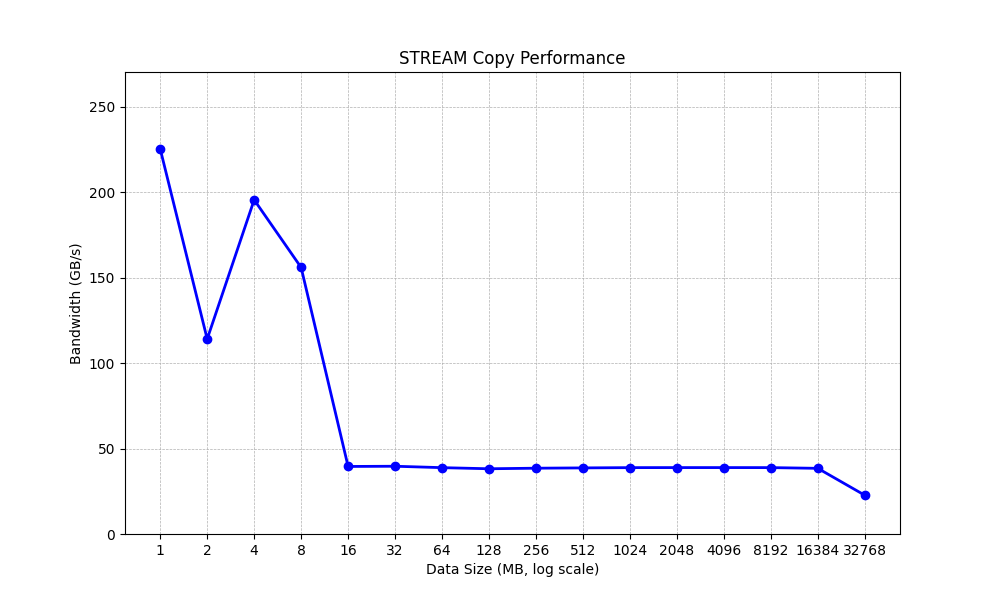 STREAM Copy Performance
Bandwidth (GB/s)
250
200
150
100
50
0
1 2 4 8 16 32 64 128 256 512 1024 2048 4096 8192 16384 32768
Data Size (MB, log scale)